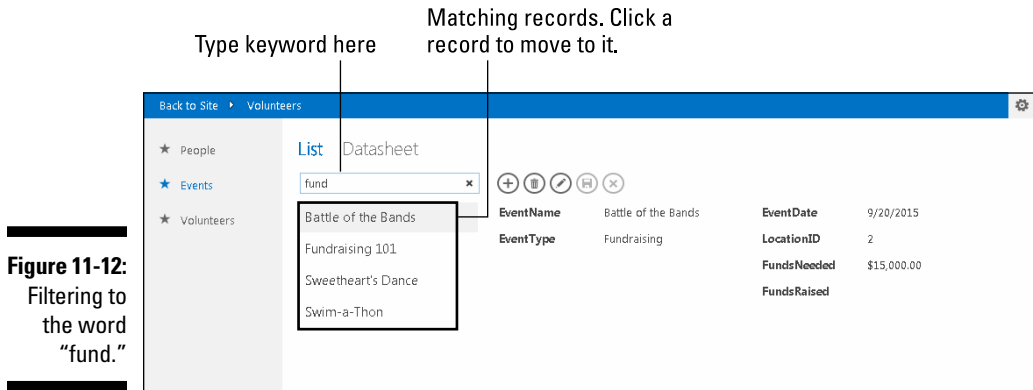 Matching records. Click a
Type keyword here record to move to it.
Back to Site Volunteers
People
List Datasheet
Events
fund
Volunteers
Battle of the Bands
Fundraising 101
Sweetheart's Dance
Swim-a-Thon
EventName Battle of the Bands EventDate 9/20/2015
EventType Fundraising LocationID 2
FundsNeeded $15,000.00
FundsRaised
Figure 11-12:
Filtering to
the word
“fund.”